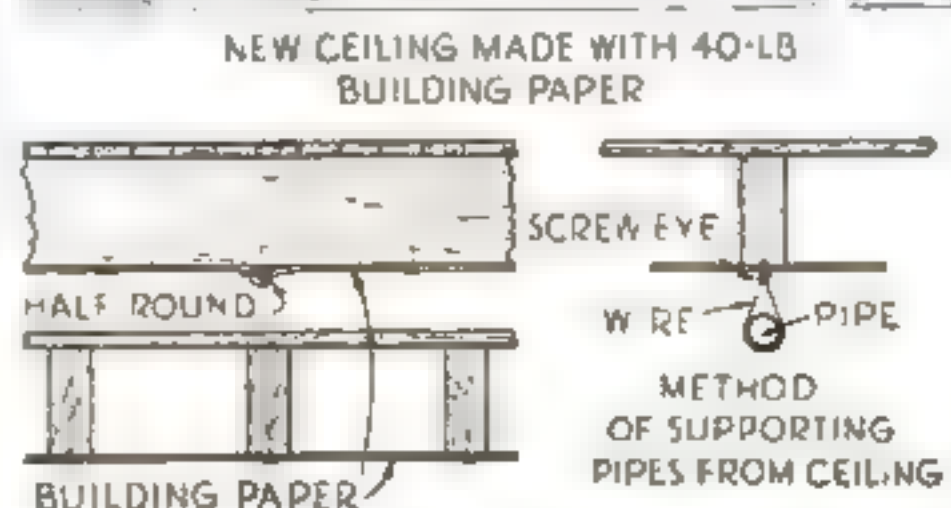 NEW CEILING MADE WITH 40-LB
BUILDING PAPER
SCREW EYE
HALF ROUND
WIRE
PIPE
METHOD
OF SUPPORTING
PIPES FROM CEILING
BUILDING PAPER